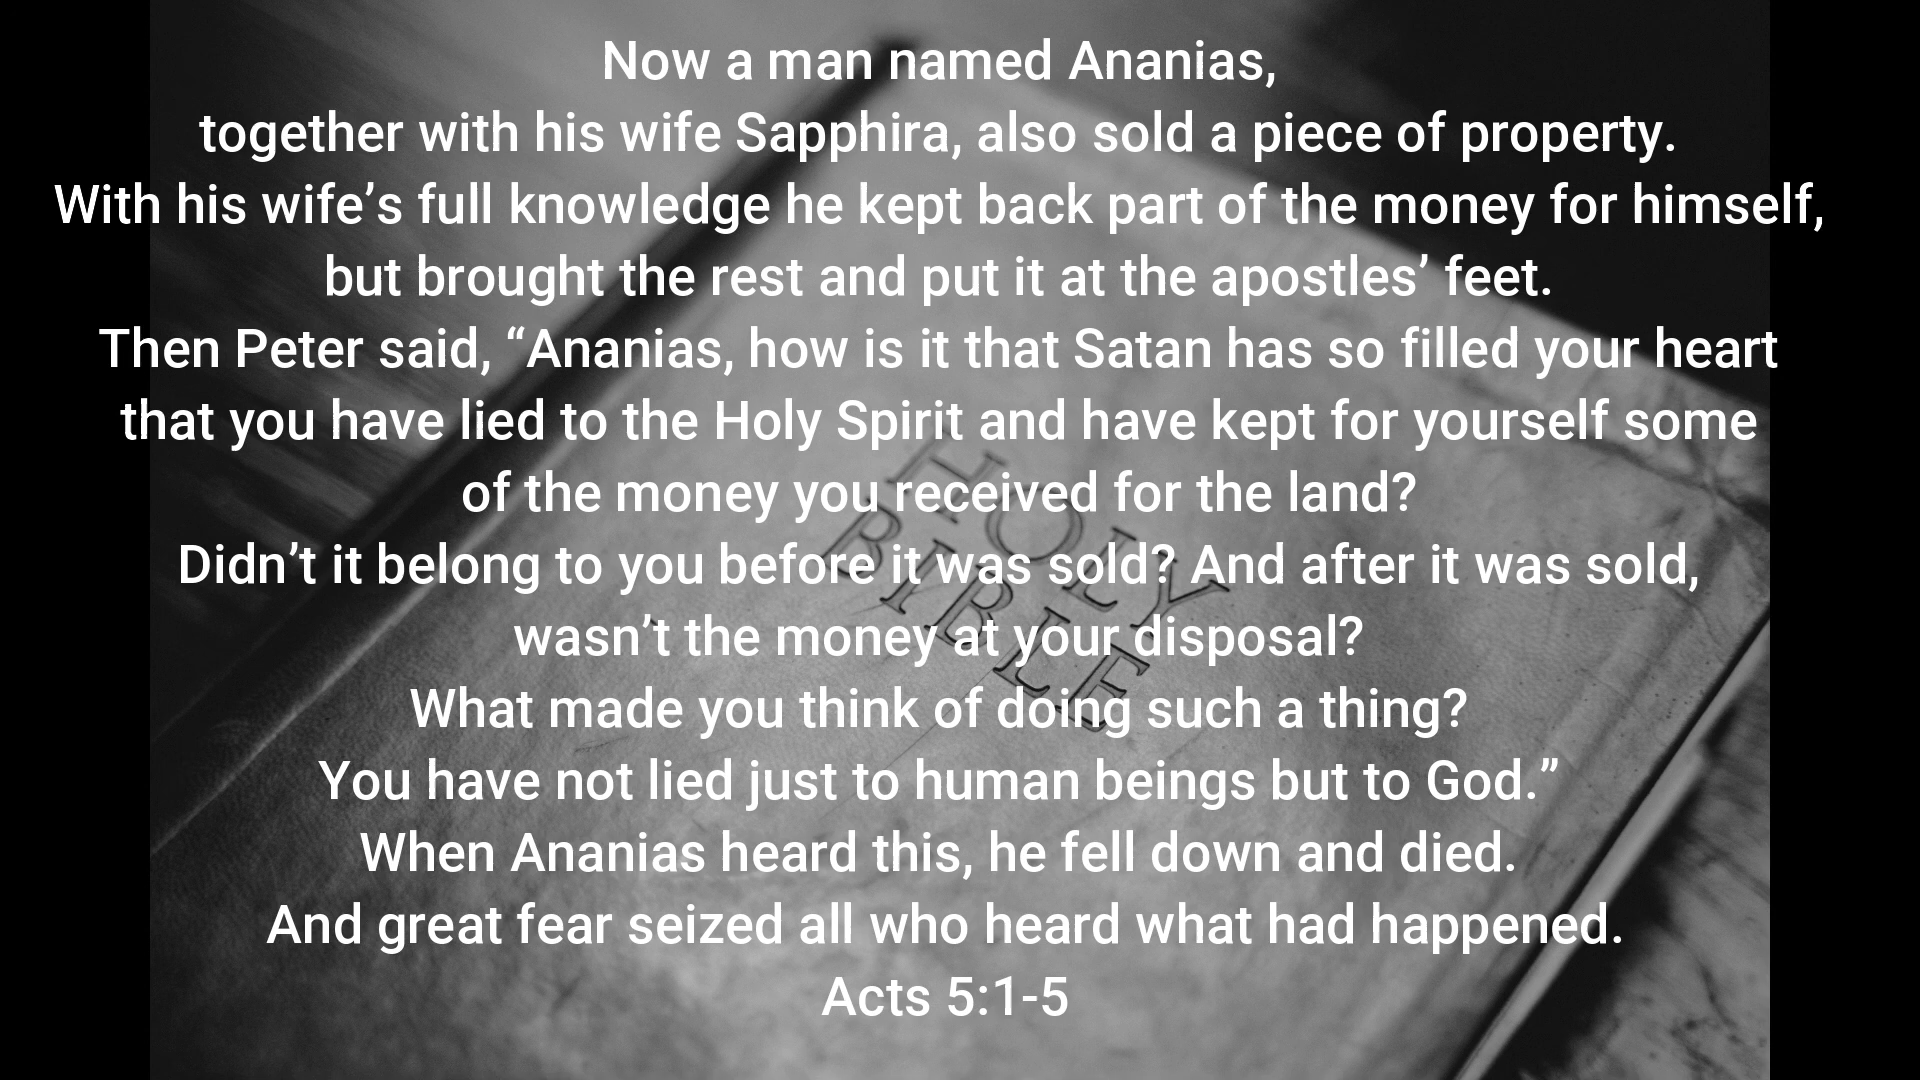 Now a man named Ananias,
together with his wife Sapphira, also sold a piece of property.
With his wife’s full knowledge he kept back part of the money for himself,
but brought the rest and put it at the apostles’ feet.
Then Peter said, “Ananias, how is it that Satan has so filled your heart
that you have lied to the Holy Spirit and have kept for yourself some
of the money you received for the land?
Didn’t it belong to you before it was sold? And after it was sold,
wasn’t the money at your disposal?
What made you think of doing such a thing?
You have not lied just to human beings but to God.”
When Ananias heard this, he fell down and died.
And great fear seized all who heard what had happened.
Acts 5:1-5
HOLY
BIBLE